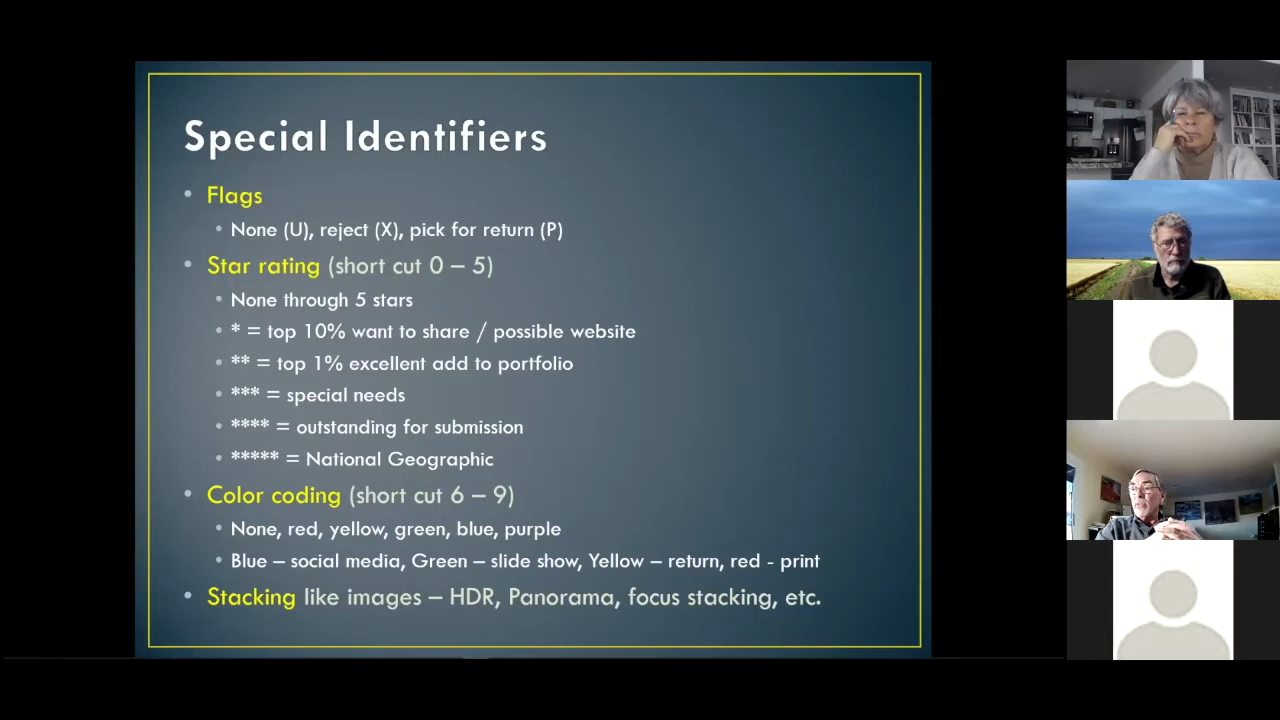 Special Identifiers
• Flags
• None (U), reject (X), pick for return (P)
• Star rating (short cut 0 – 5)
• None through 5 stars
• * = top 10% want to share / possible website
• ** = top 1% excellent add to portfolio
• *** = special needs
• **** = outstanding for submission
• ***** = National Geographic
• Color coding (short cut 6 – 9)
• None, red, yellow, green, blue, purple
• Blue – social media, Green – slide show, Yellow – return, red - print
• Stacking like images – HDR, Panorama, focus stacking, etc.